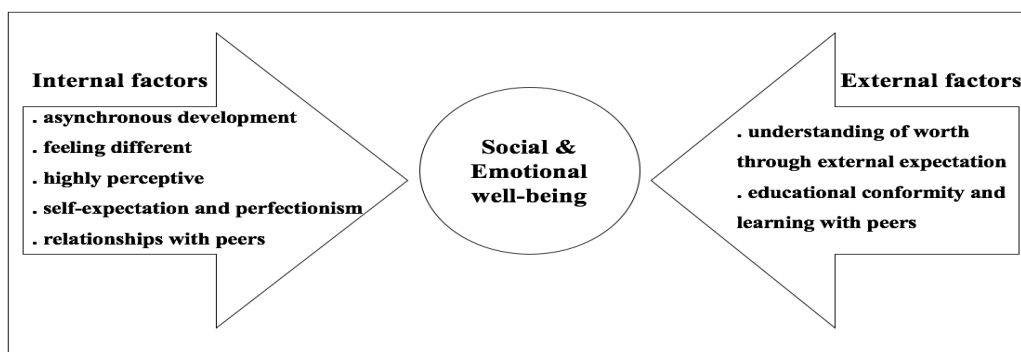 Internal factors
. asynchronous development
. feeling different
. highly perceptive
. self-expectation and perfectionism
. relationships with peers
Social &
Emotional
well-being
External factors
. understanding of worth
through external expectation
. educational conformity and
learning with peers